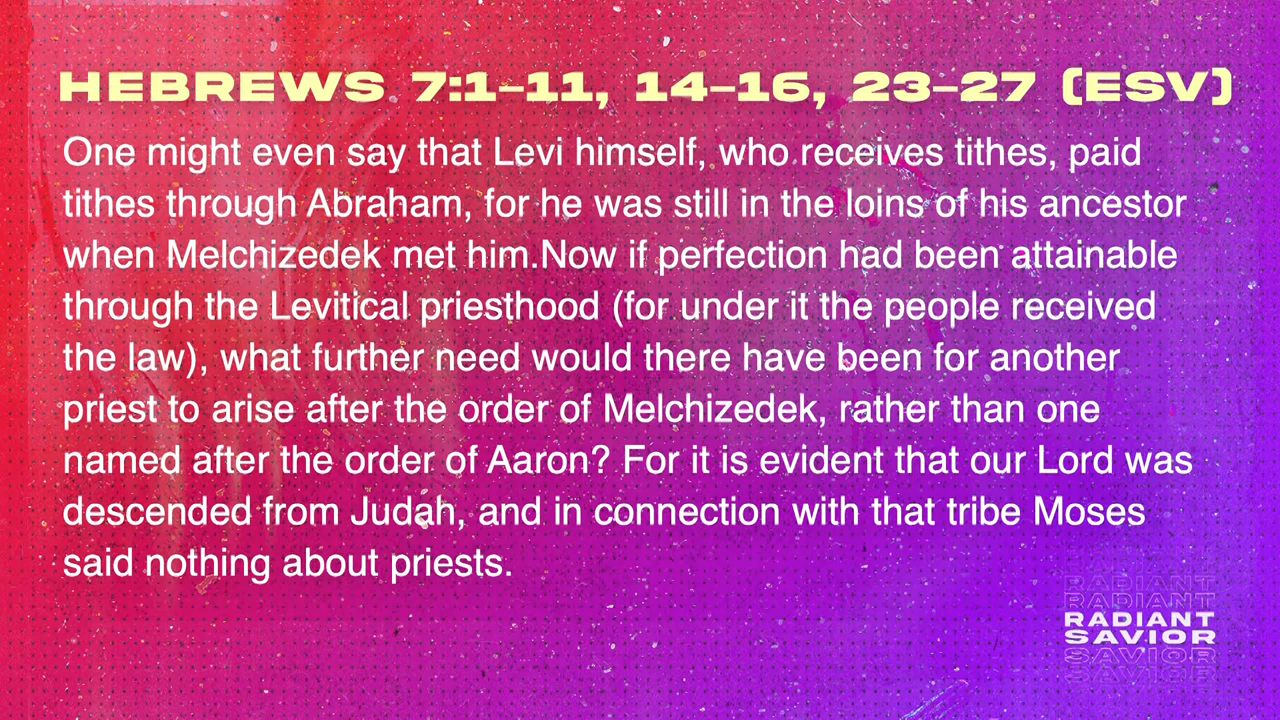 HEBREWS 7:1–11, 14–16, 23–27 (ESV)
One might even say that Levi himself, who receives tithes, paid
tithes through Abraham, for he was still in the loins of his ancestor
when Melchizedek met him.Now if perfection had been attainable
through the Levitical priesthood (for under it the people received
the law), what further need would there have been for another
priest to arise after the order of Melchizedek, rather than one
named after the order of Aaron? For it is evident that our Lord was
descended from Judah, and in connection with that tribe Moses
said nothing about priests.
RADIANT
RADIANT
RADIANT
SAVIOR
SAVIOR
SAVIOR